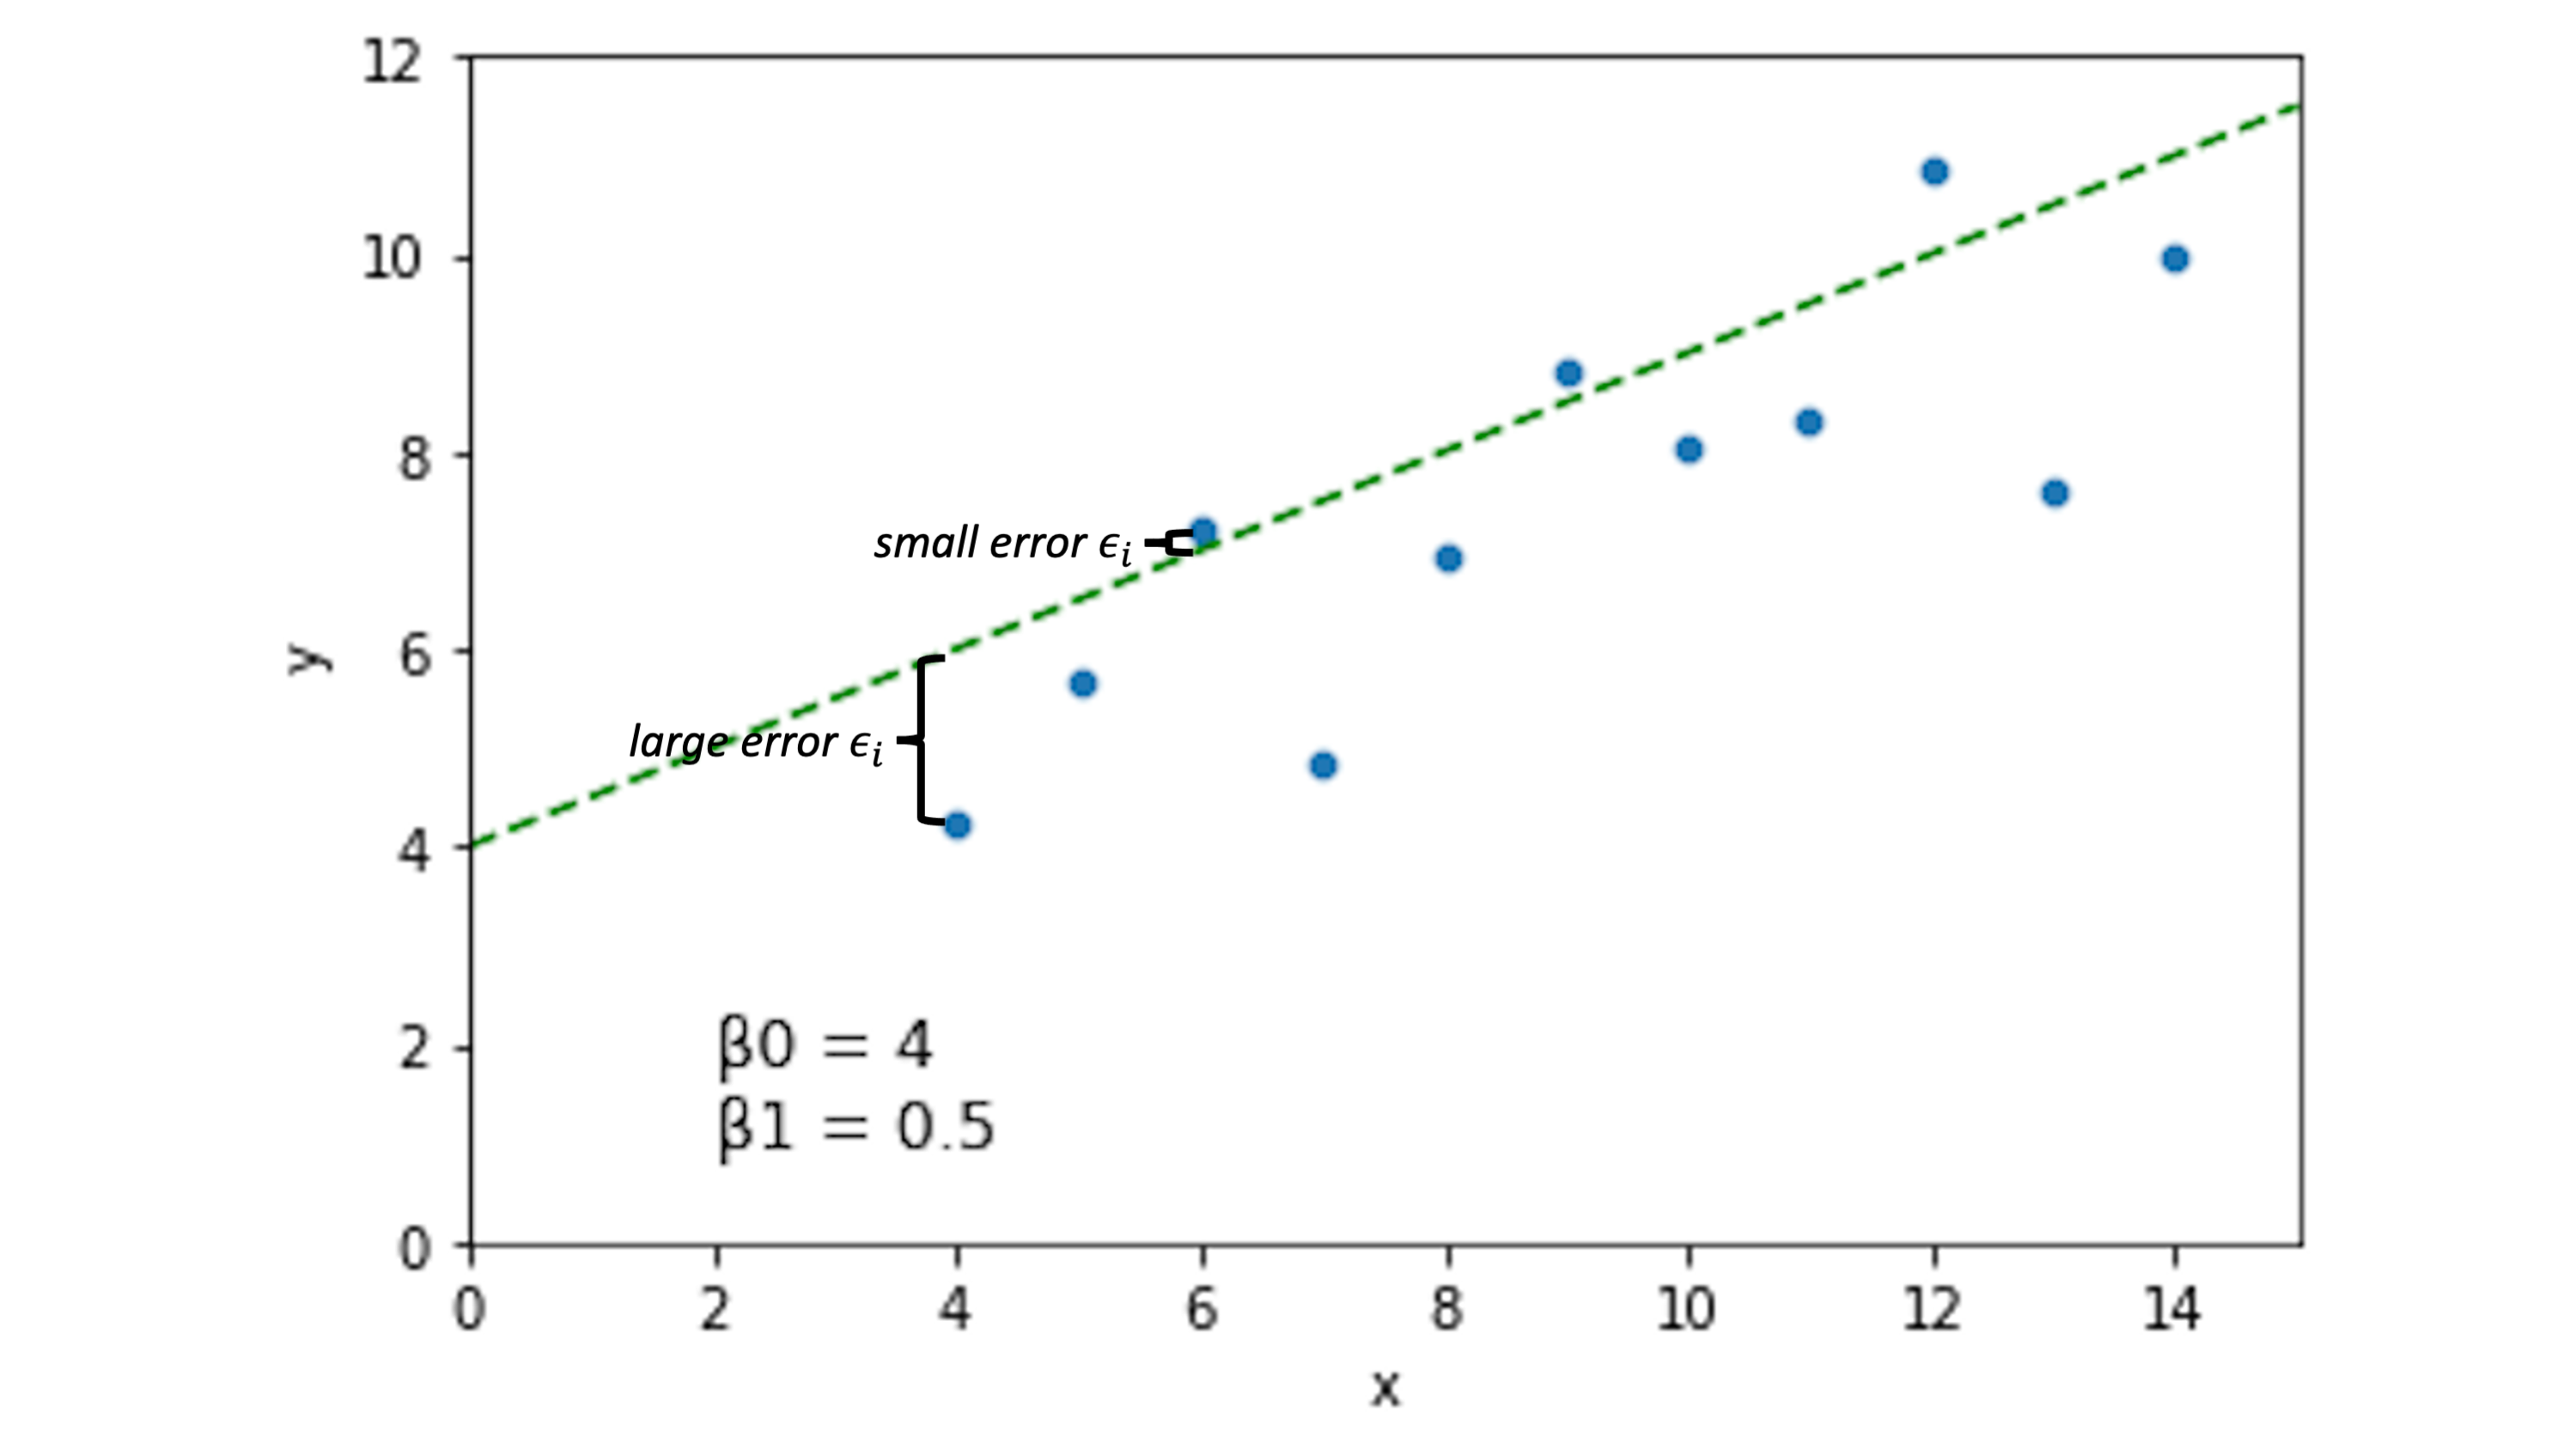 12
10
8
6
4
2
0
y
small error ϵi
large error ϵi
β0 = 4
β1 = 0.5
0 2 4 6 8 10 12 14
x